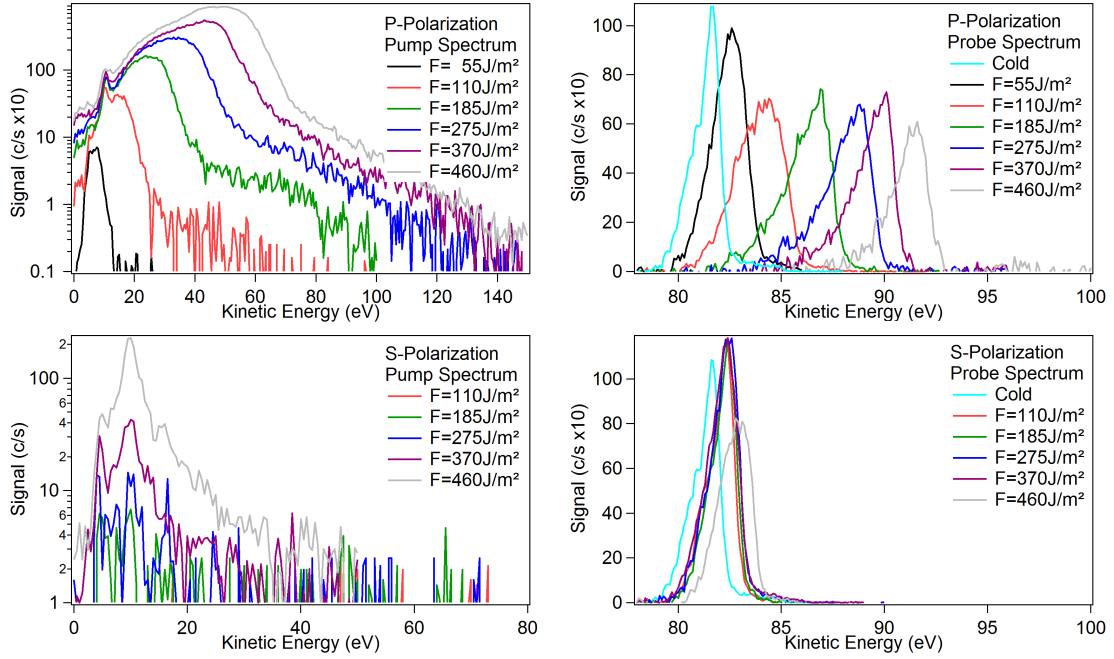 P-Polarization
Pump Spectrum
F= 55J/m²
F=110J/m²
F=185J/m²
F=275J/m²
F=370J/m²
F=460J/m²
Signal (c/s x10)
100
10
1
0.1
0 20 40 60 80 100 120 140
Kinetic Energy (eV)
P-Polarization
Probe Spectrum
Cold
F=55J/m²
F=110J/m²
F=185J/m²
F=275J/m²
F=370J/m²
F=460J/m²
Signal (c/s x10)
100
80
60
40
20
0
80 85 90 95 100
Kinetic Energy (eV)
S-Polarization
Pump Spectrum
F=110J/m²
F=185J/m²
F=275J/m²
F=370J/m²
F=460J/m²
Signal (c/s)
2
100
6
4
2
10
6
4
2
1
0 20 40 60 80
Kinetic Energy (eV)
S-Polarization
Probe Spectrum
Cold
F=110J/m²
F=185J/m²
F=275J/m²
F=370J/m²
F=460J/m²
Signal (c/s x10)
100
80
60
40
20
0
80 85 90 95 100
Kinetic Energy (eV)